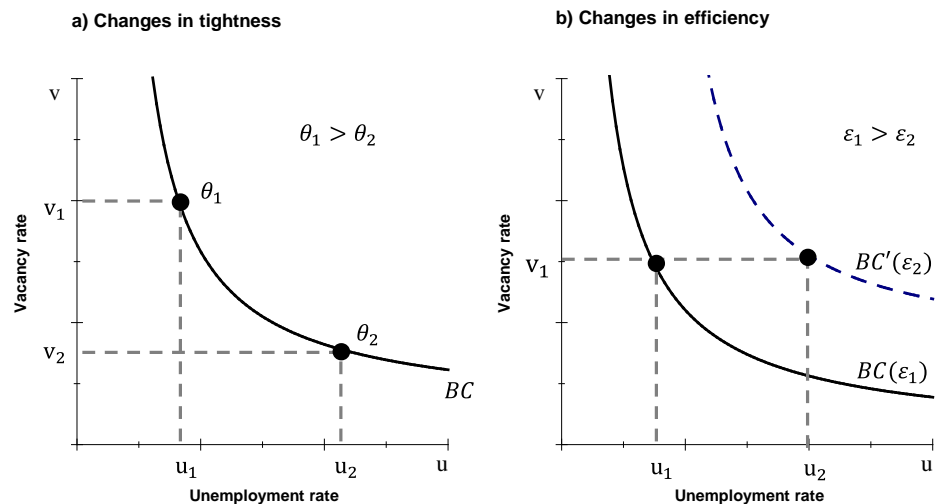 a) Changes in tightness
v
θ₁ > θ₂
θ₁
v₁
Vacancy rate
θ₂
v₂
BC
u₁
u₂
u
Unemployment rate
b) Changes in efficiency
v
ε₁ > ε₂
v₁
Vacancy rate
BC′(ε₂)
BC(ε₁)
u₁
u₂
u
Unemployment rate